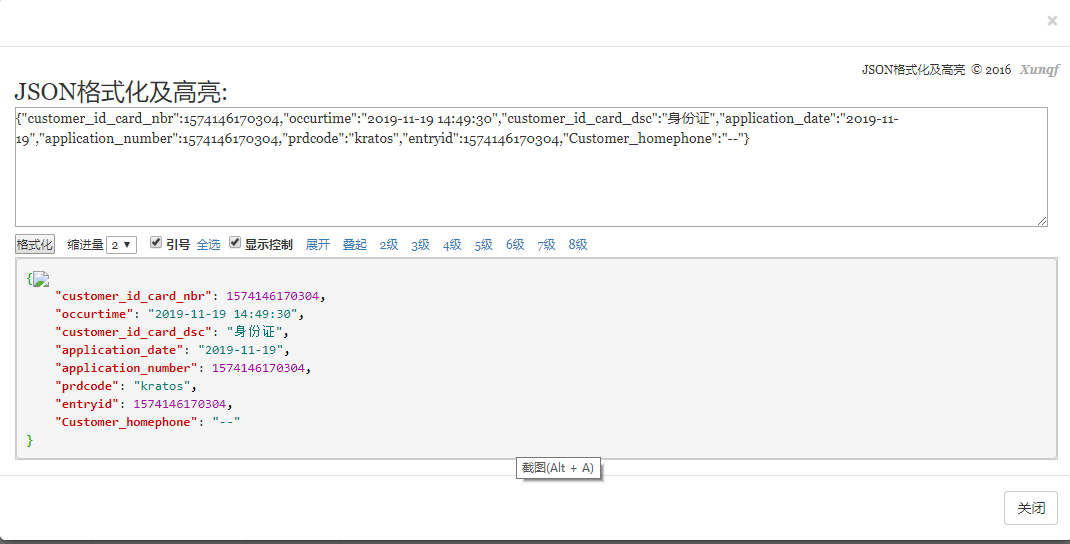 ×
JSON格式化及高亮 © 2016 Xunqf
JSON格式化及高亮:
{"customer_id_card_nbr":1574146170304,"occurtime":"2019-11-19 14:49:30","customer_id_card_dsc":"身份证","application_date":"2019-11-
19","application_number":1574146170304,"prdcode":"kratos","entryid":1574146170304,"Customer_homephone":"--"}
格式化 缩进量 2 引号 全选 显示控制 展开 叠起 2级 3级 4级 5级 6级 7级 8级
{
"customer_id_card_nbr": 1574146170304,
"occurtime": "2019-11-19 14:49:30",
"customer_id_card_dsc": "身份证",
"application_date": "2019-11-19",
"application_number": 1574146170304,
"prdcode": "kratos",
"entryid": 1574146170304,
"Customer_homephone": "--"
}
截图(Alt + A)
关闭